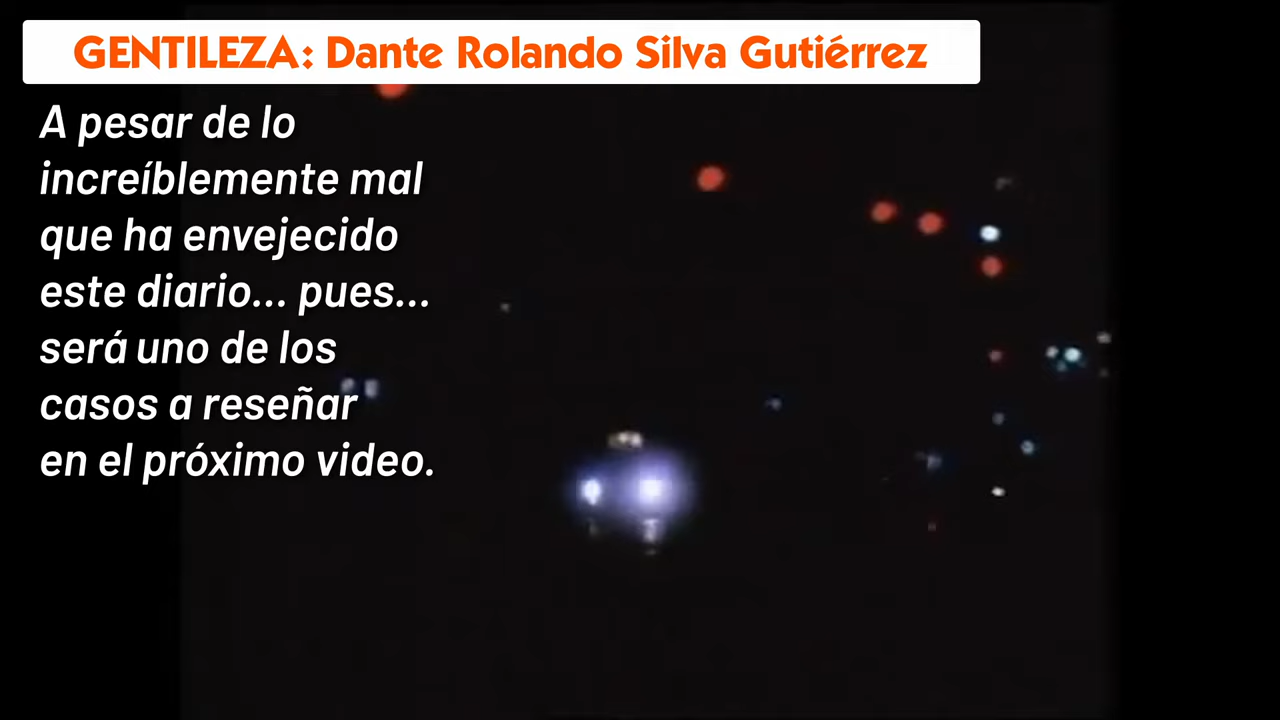 GENTILEZA: Dante Rolando Silva Gutiérrez
A pesar de lo
increíblemente mal
que ha envejecido
este diario... pues...
será uno de los
casos a reseñar
en el próximo video.